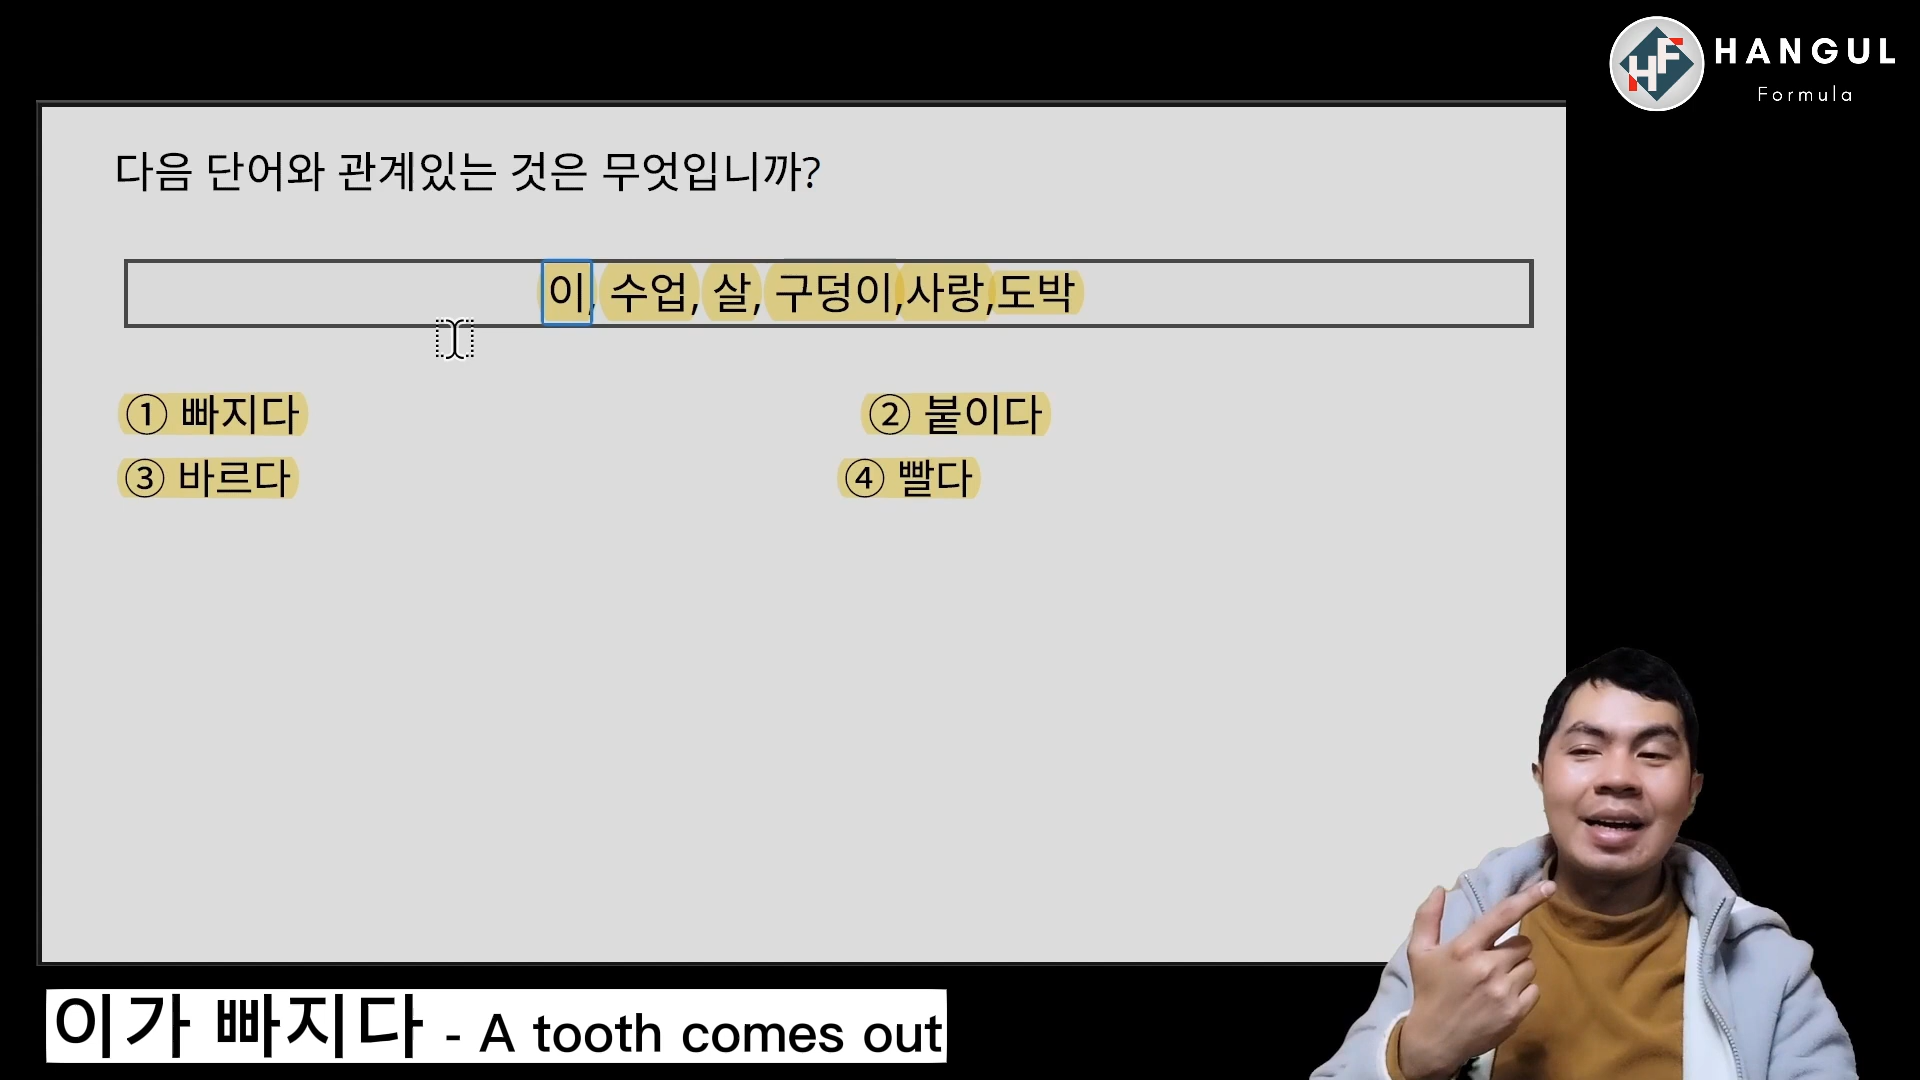 HANGUL
Formula
다음 단어와 관계있는 것은 무엇입니까?
이, 수업, 살, 구덩이,사랑,도박
① 빠지다 ② 붙이다
③ 바르다 ④ 빨다
이가 빠지다 - A tooth comes out